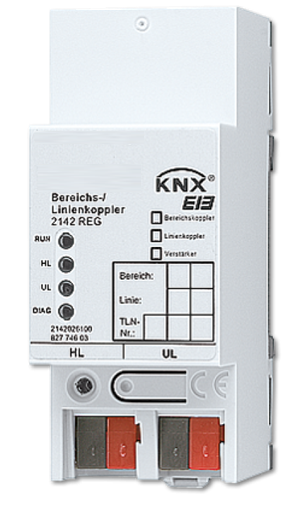 KNX®
EIB
Bereichs-/
Linienkoppler
2142 REG
Bereichskoppler
Linienkoppler
Verstärker
RUN
HL
UL
DIAG
Bereich:
Linie:
TLN-
Nr.:
2142026100
827 746 03
HL
UL
CE